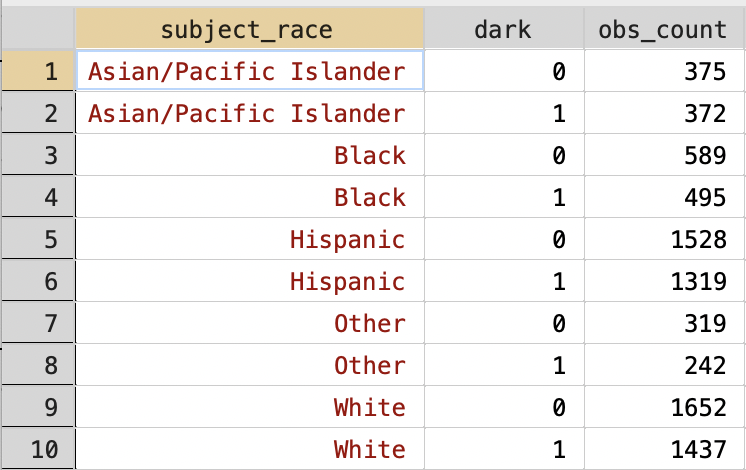 subject_race dark obs_count
1 Asian/Pacific Islander 0 375
2 Asian/Pacific Islander 1 372
3 Black 0 589
4 Black 1 495
5 Hispanic 0 1528
6 Hispanic 1 1319
7 Other 0 319
8 Other 1 242
9 White 0 1652
10 White 1 1437